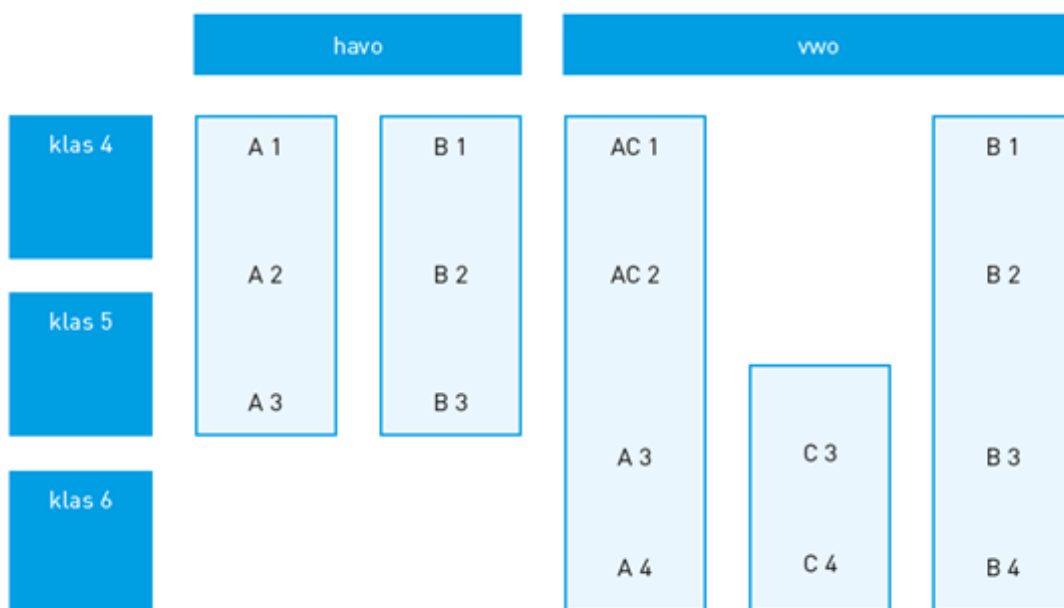 havo
vwo
klas 4
A 1
B 1
AC 1
B 1
A 2
B 2
AC 2
B 2
klas 5
A 3
B 3
A 3
C 3
B 3
klas 6
A 4
C 4
B 4